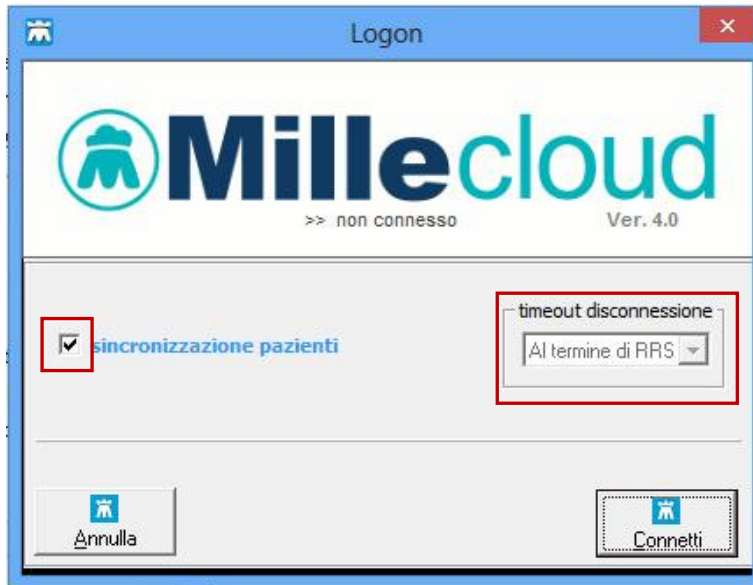 Logon
Millecloud
>> non connesso
Ver. 4.0
timeout disconnessione
sincronizzazione pazienti
Al termine di RRS
Annulla
Connetti